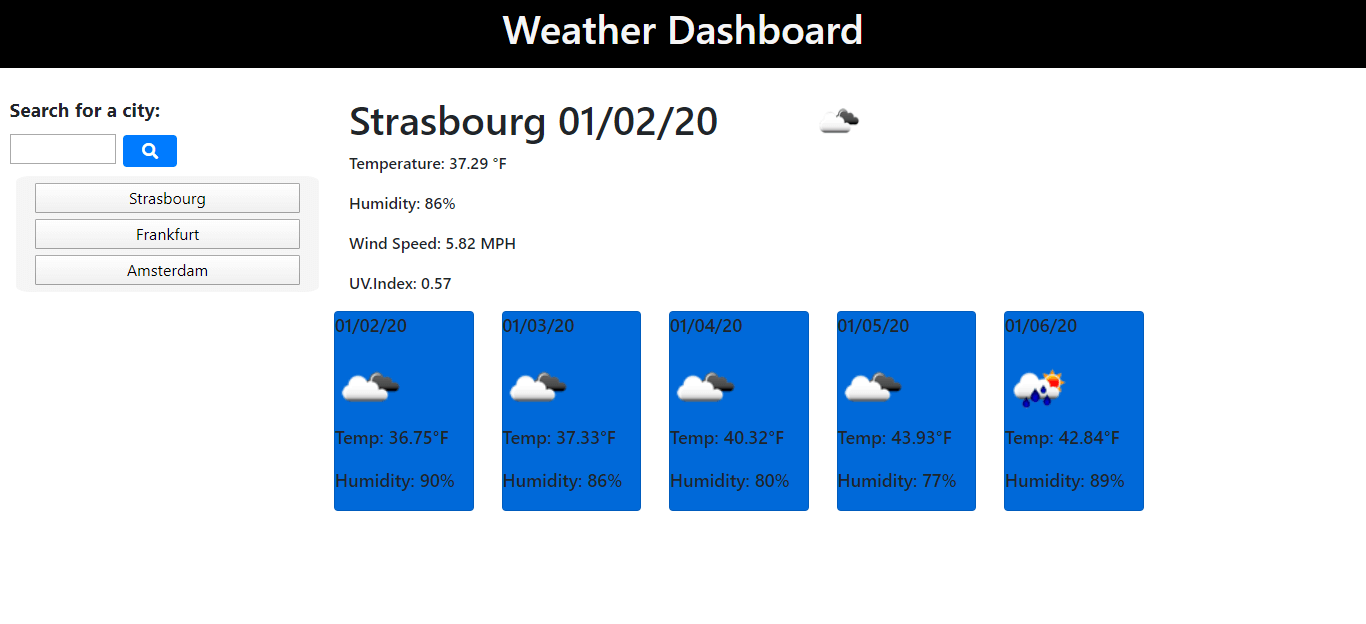 Weather Dashboard
Search for a city:
Strasbourg
Frankfurt
Amsterdam
Strasbourg 01/02/20
Temperature: 37.29 °F
Humidity: 86%
Wind Speed: 5.82 MPH
UV.Index: 0.57
01/02/20
Temp: 36.75°F
Humidity: 90%
01/03/20
Temp: 37.33°F
Humidity: 86%
01/04/20
Temp: 40.32°F
Humidity: 80%
01/05/20
Temp: 43.93°F
Humidity: 77%
01/06/20
Temp: 42.84°F
Humidity: 89%